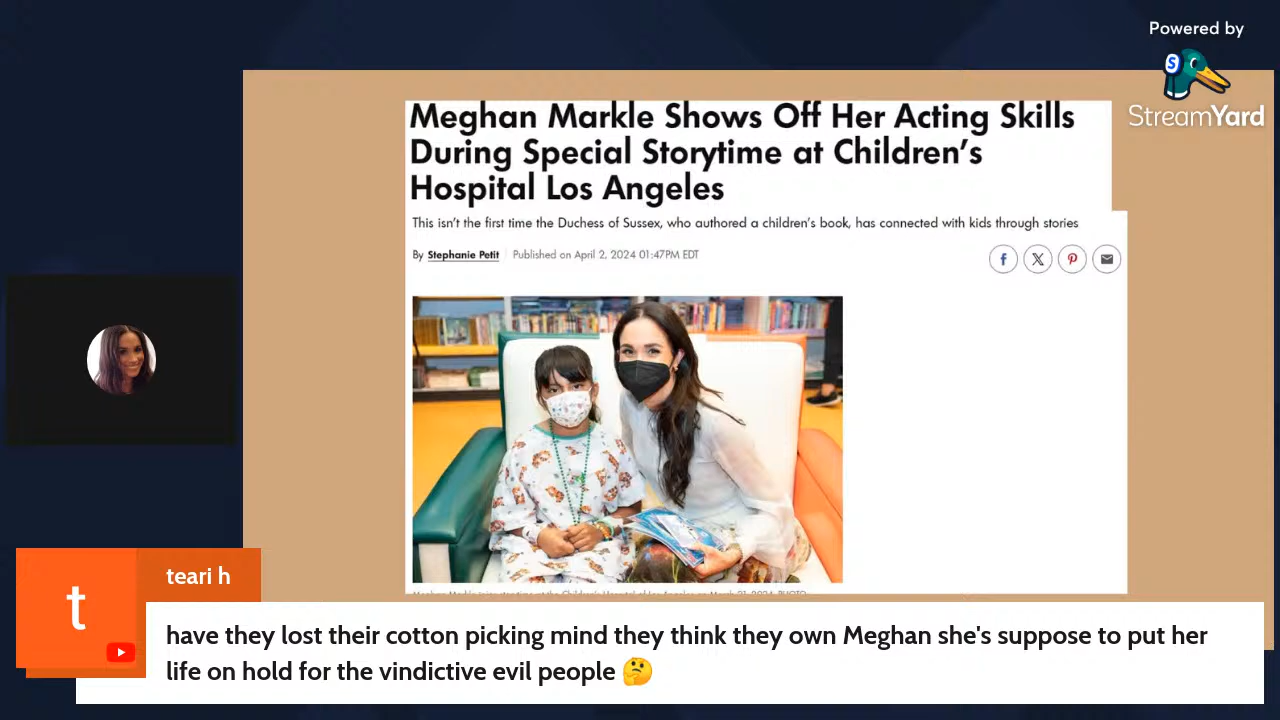 Powered by
StreamYard
Meghan Markle Shows Off Her Acting Skills
During Special Storytime at Children's
Hospital Los Angeles
This isn't the first time the Duchess of Sussex, who authored a children's book, has connected with kids through stories
By Stephanie Petit | Published on April 2, 2024 01:47PM EDT
teari h
t
have they lost their cotton picking mind they think they own Meghan she's suppose to put her
life on hold for the vindictive evil people 🤔